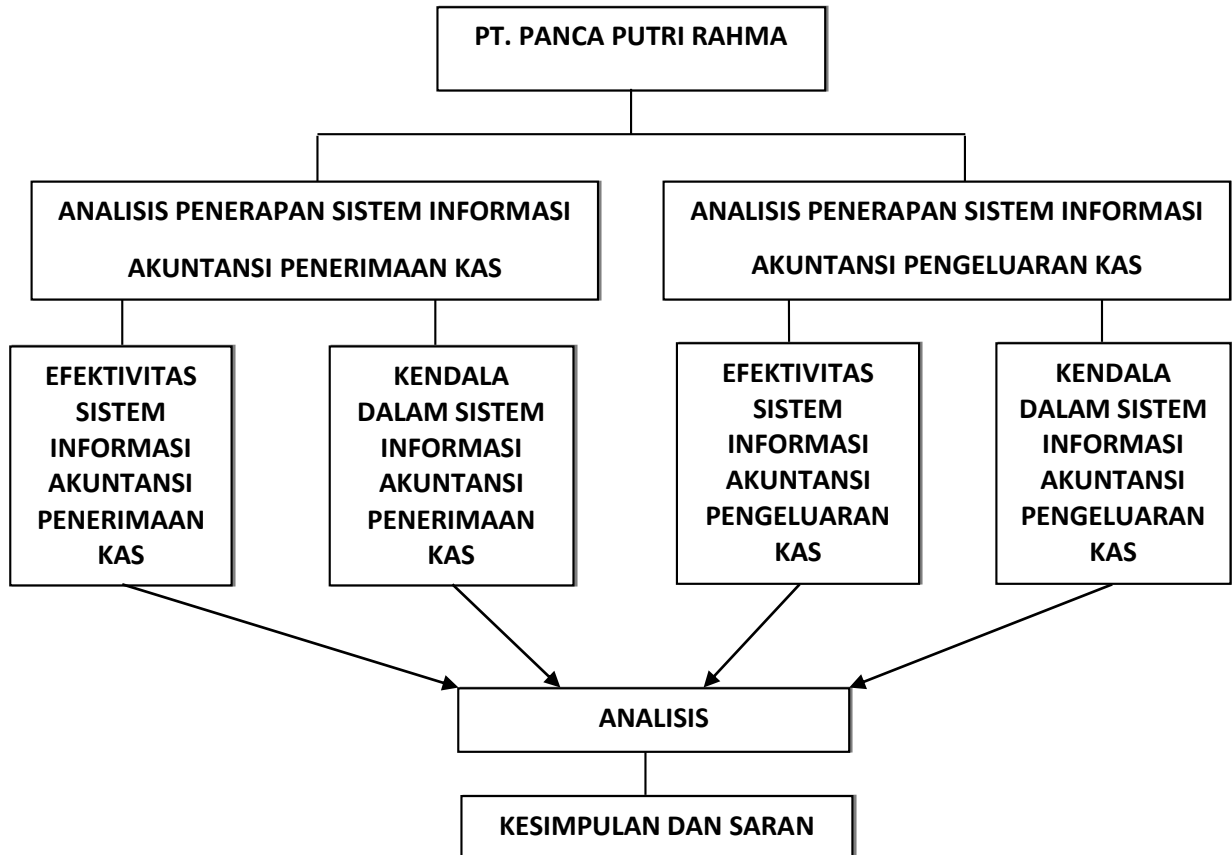 PT. PANCA PUTRI RAHMA
ANALISIS PENERAPAN SISTEM INFORMASI
AKUNTANSI PENERIMAAN KAS
ANALISIS PENERAPAN SISTEM INFORMASI
AKUNTANSI PENGELUARAN KAS
EFEKTIVITAS
SISTEM
INFORMASI
AKUNTANSI
PENERIMAAN
KAS
KENDALA
DALAM SISTEM
INFORMASI
AKUNTANSI
PENERIMAAN
KAS
EFEKTIVITAS
SISTEM
INFORMASI
AKUNTANSI
PENGELUARAN
KAS
KENDALA
DALAM SISTEM
INFORMASI
AKUNTANSI
PENGELUARAN
KAS
ANALISIS
KESIMPULAN DAN SARAN